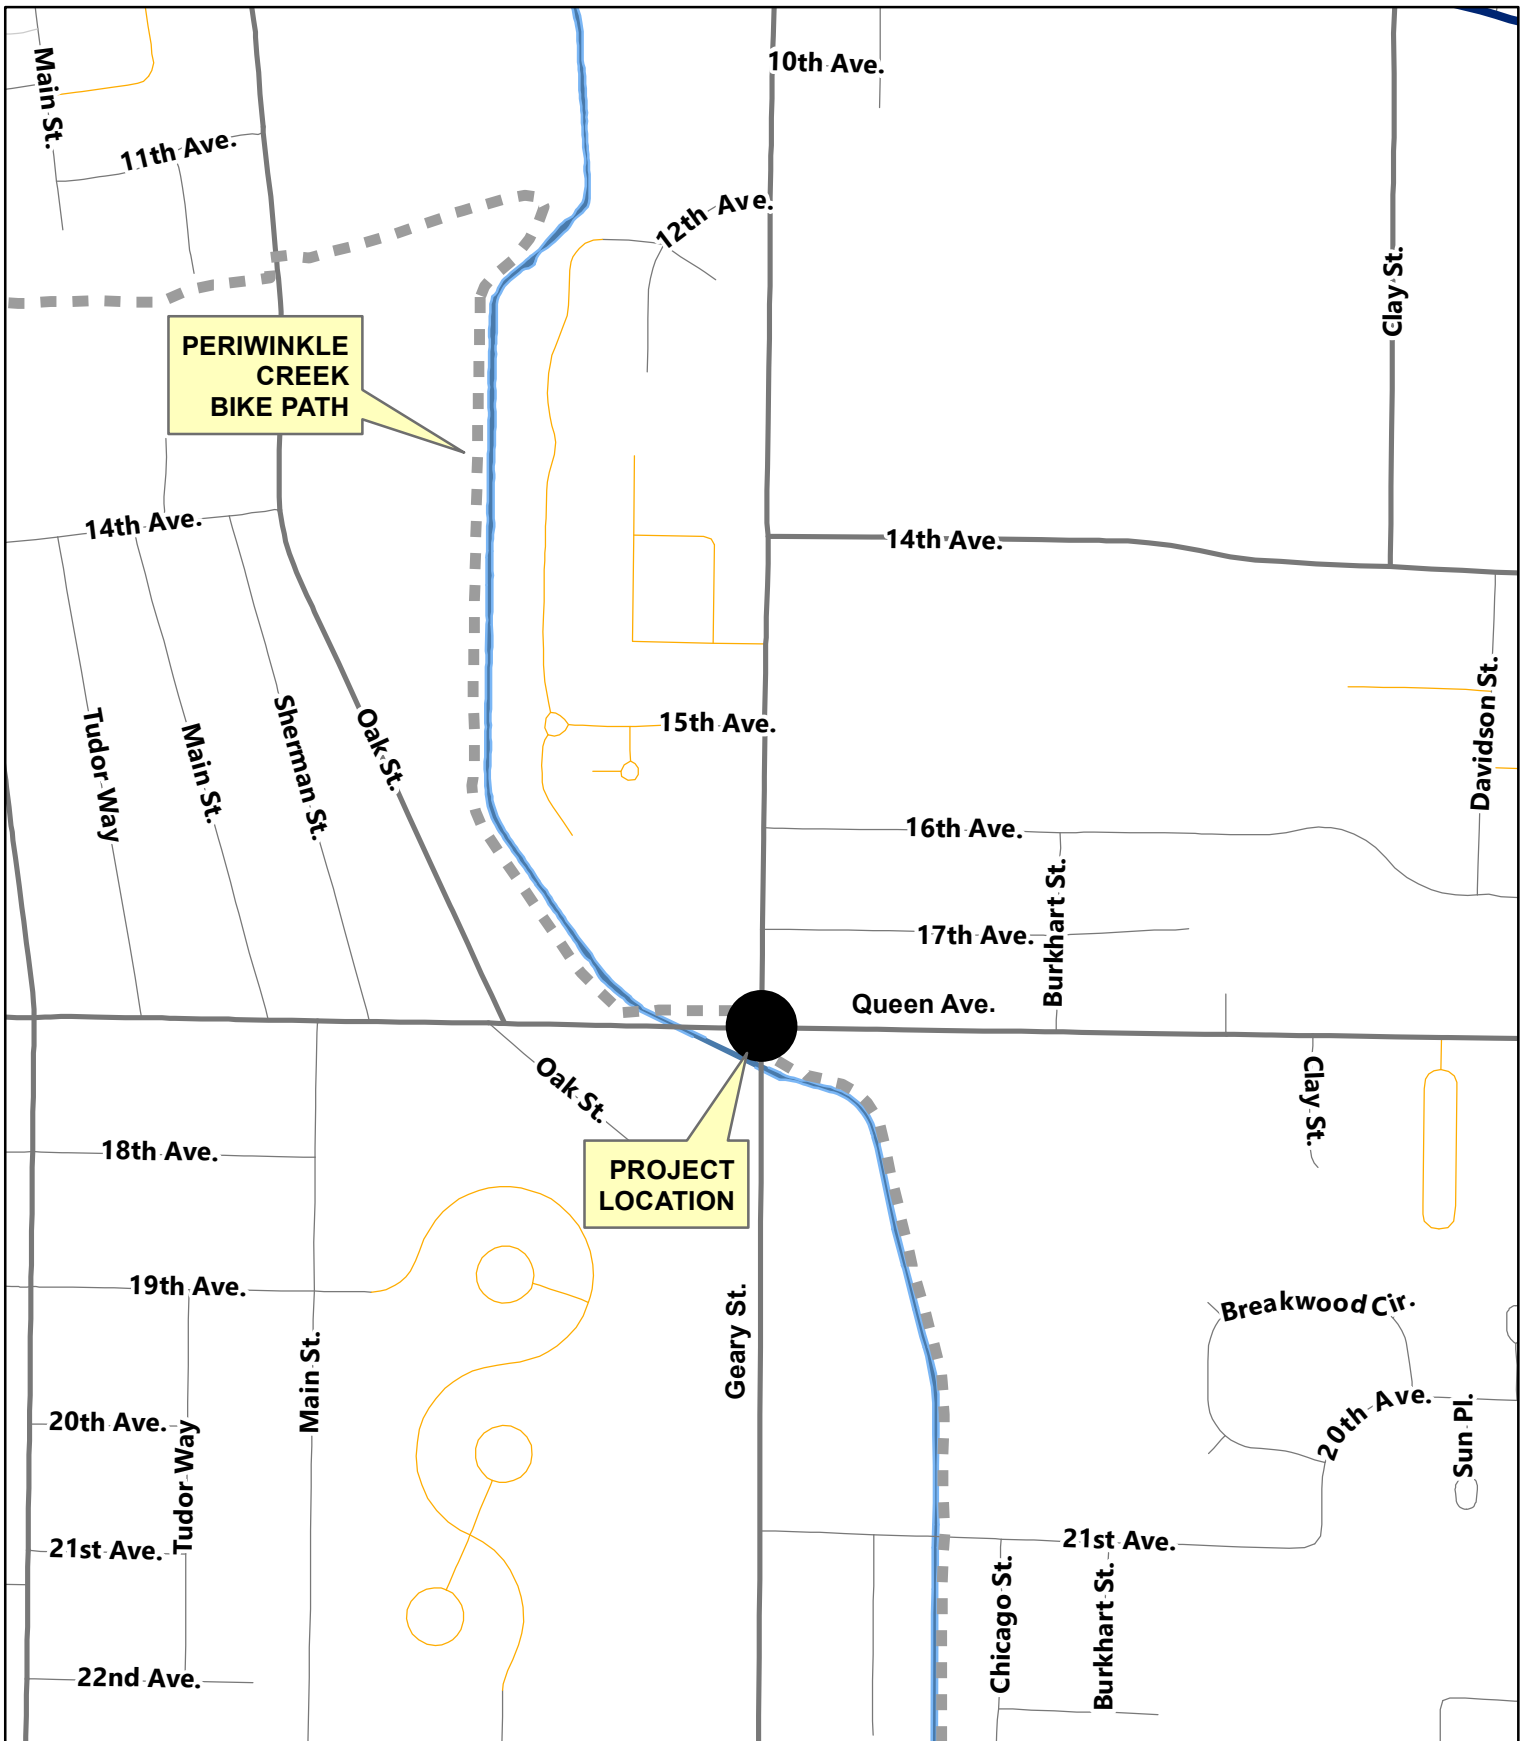 Main St.
10th Ave.
11th Ave.
12th Ave.
Clay St.
PERIWINKLE
CREEK
BIKE PATH
14th Ave.
14th Ave.
Tudor Way
Main St.
Sherman St.
Oak St.
15th Ave.
Davidson St.
16th Ave.
Burkhart St.
17th Ave.
Queen Ave.
Oak St.
Clay St.
18th Ave.
PROJECT
LOCATION
19th Ave.
Geary St.
Breakwood Cir.
Main St.
20th Ave.
20th Ave.
Sun Pl.
Tudor Way
21st Ave.
21st Ave.
Chicago St.
Burkhart St.
22nd Ave.